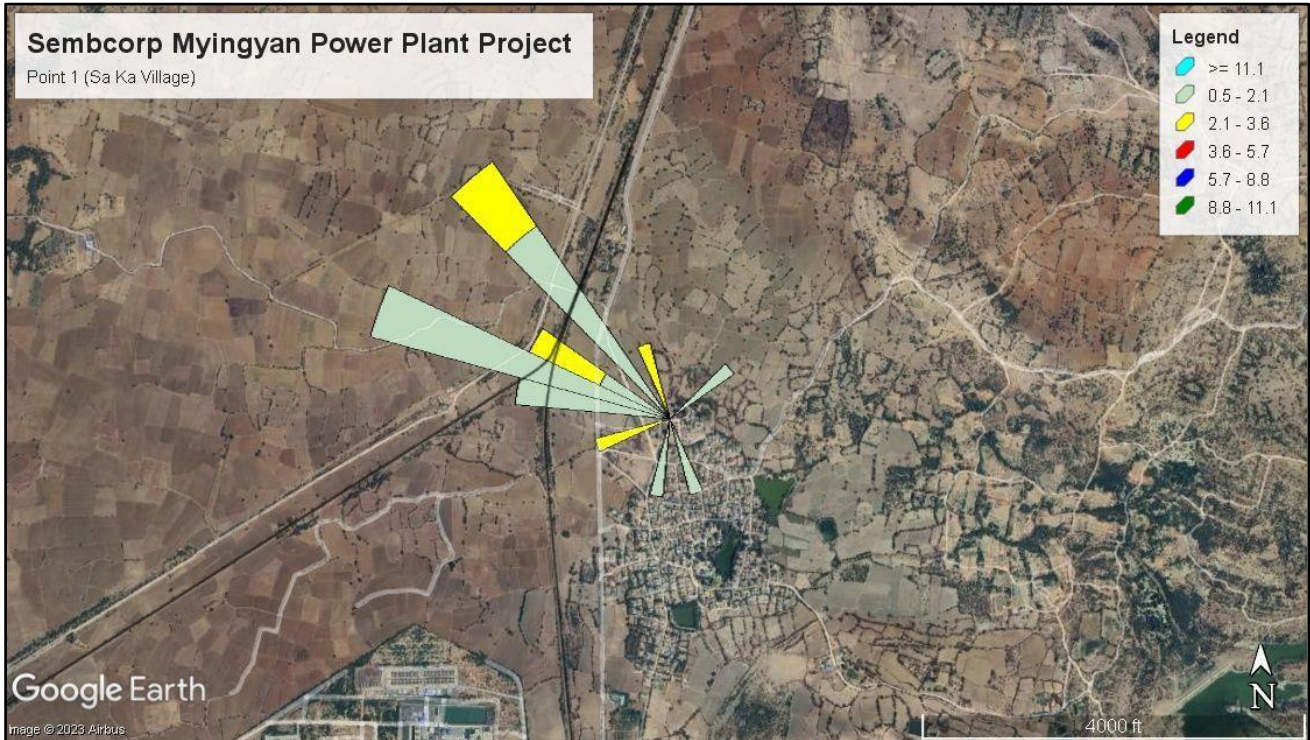 Sembcorp Myingyan Power Plant Project
Point 1 (Sa Ka Village)
Legend
>= 11.1
0.5 - 2.1
2.1 - 3.6
3.6 - 5.7
5.7 - 8.8
8.8 - 11.1
Google Earth
Image © 2023 Airbus
N
4000 ft